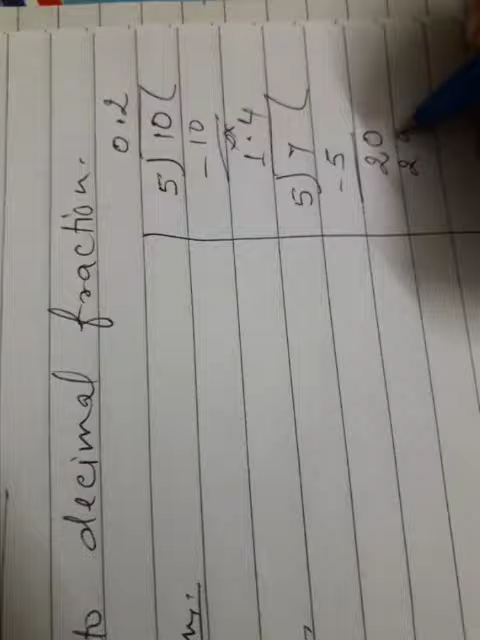 to decimal fraction.
0.2
5) 10 (
- 10
1.4
5) 7 (
- 5
20